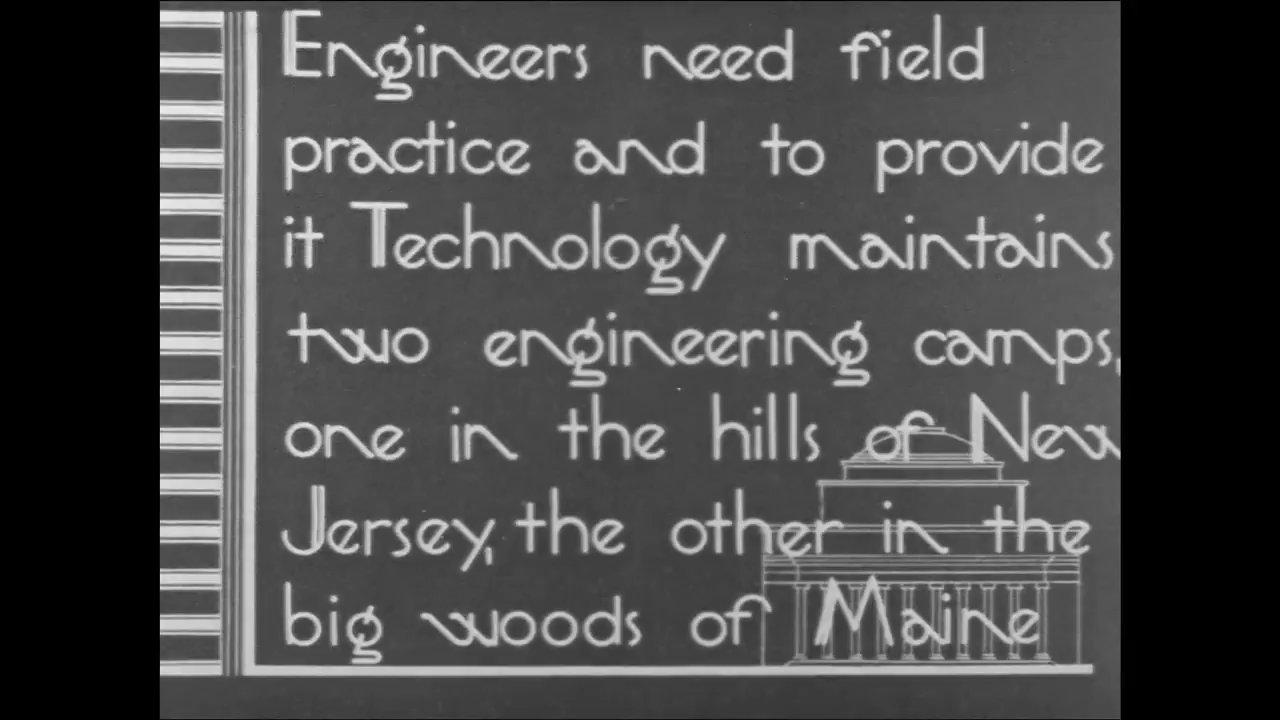 Engineers need field
practice and to provide
it Technology maintains
two engineering camps,
one in the hills of New
Jersey, the other in the
big woods of Maine